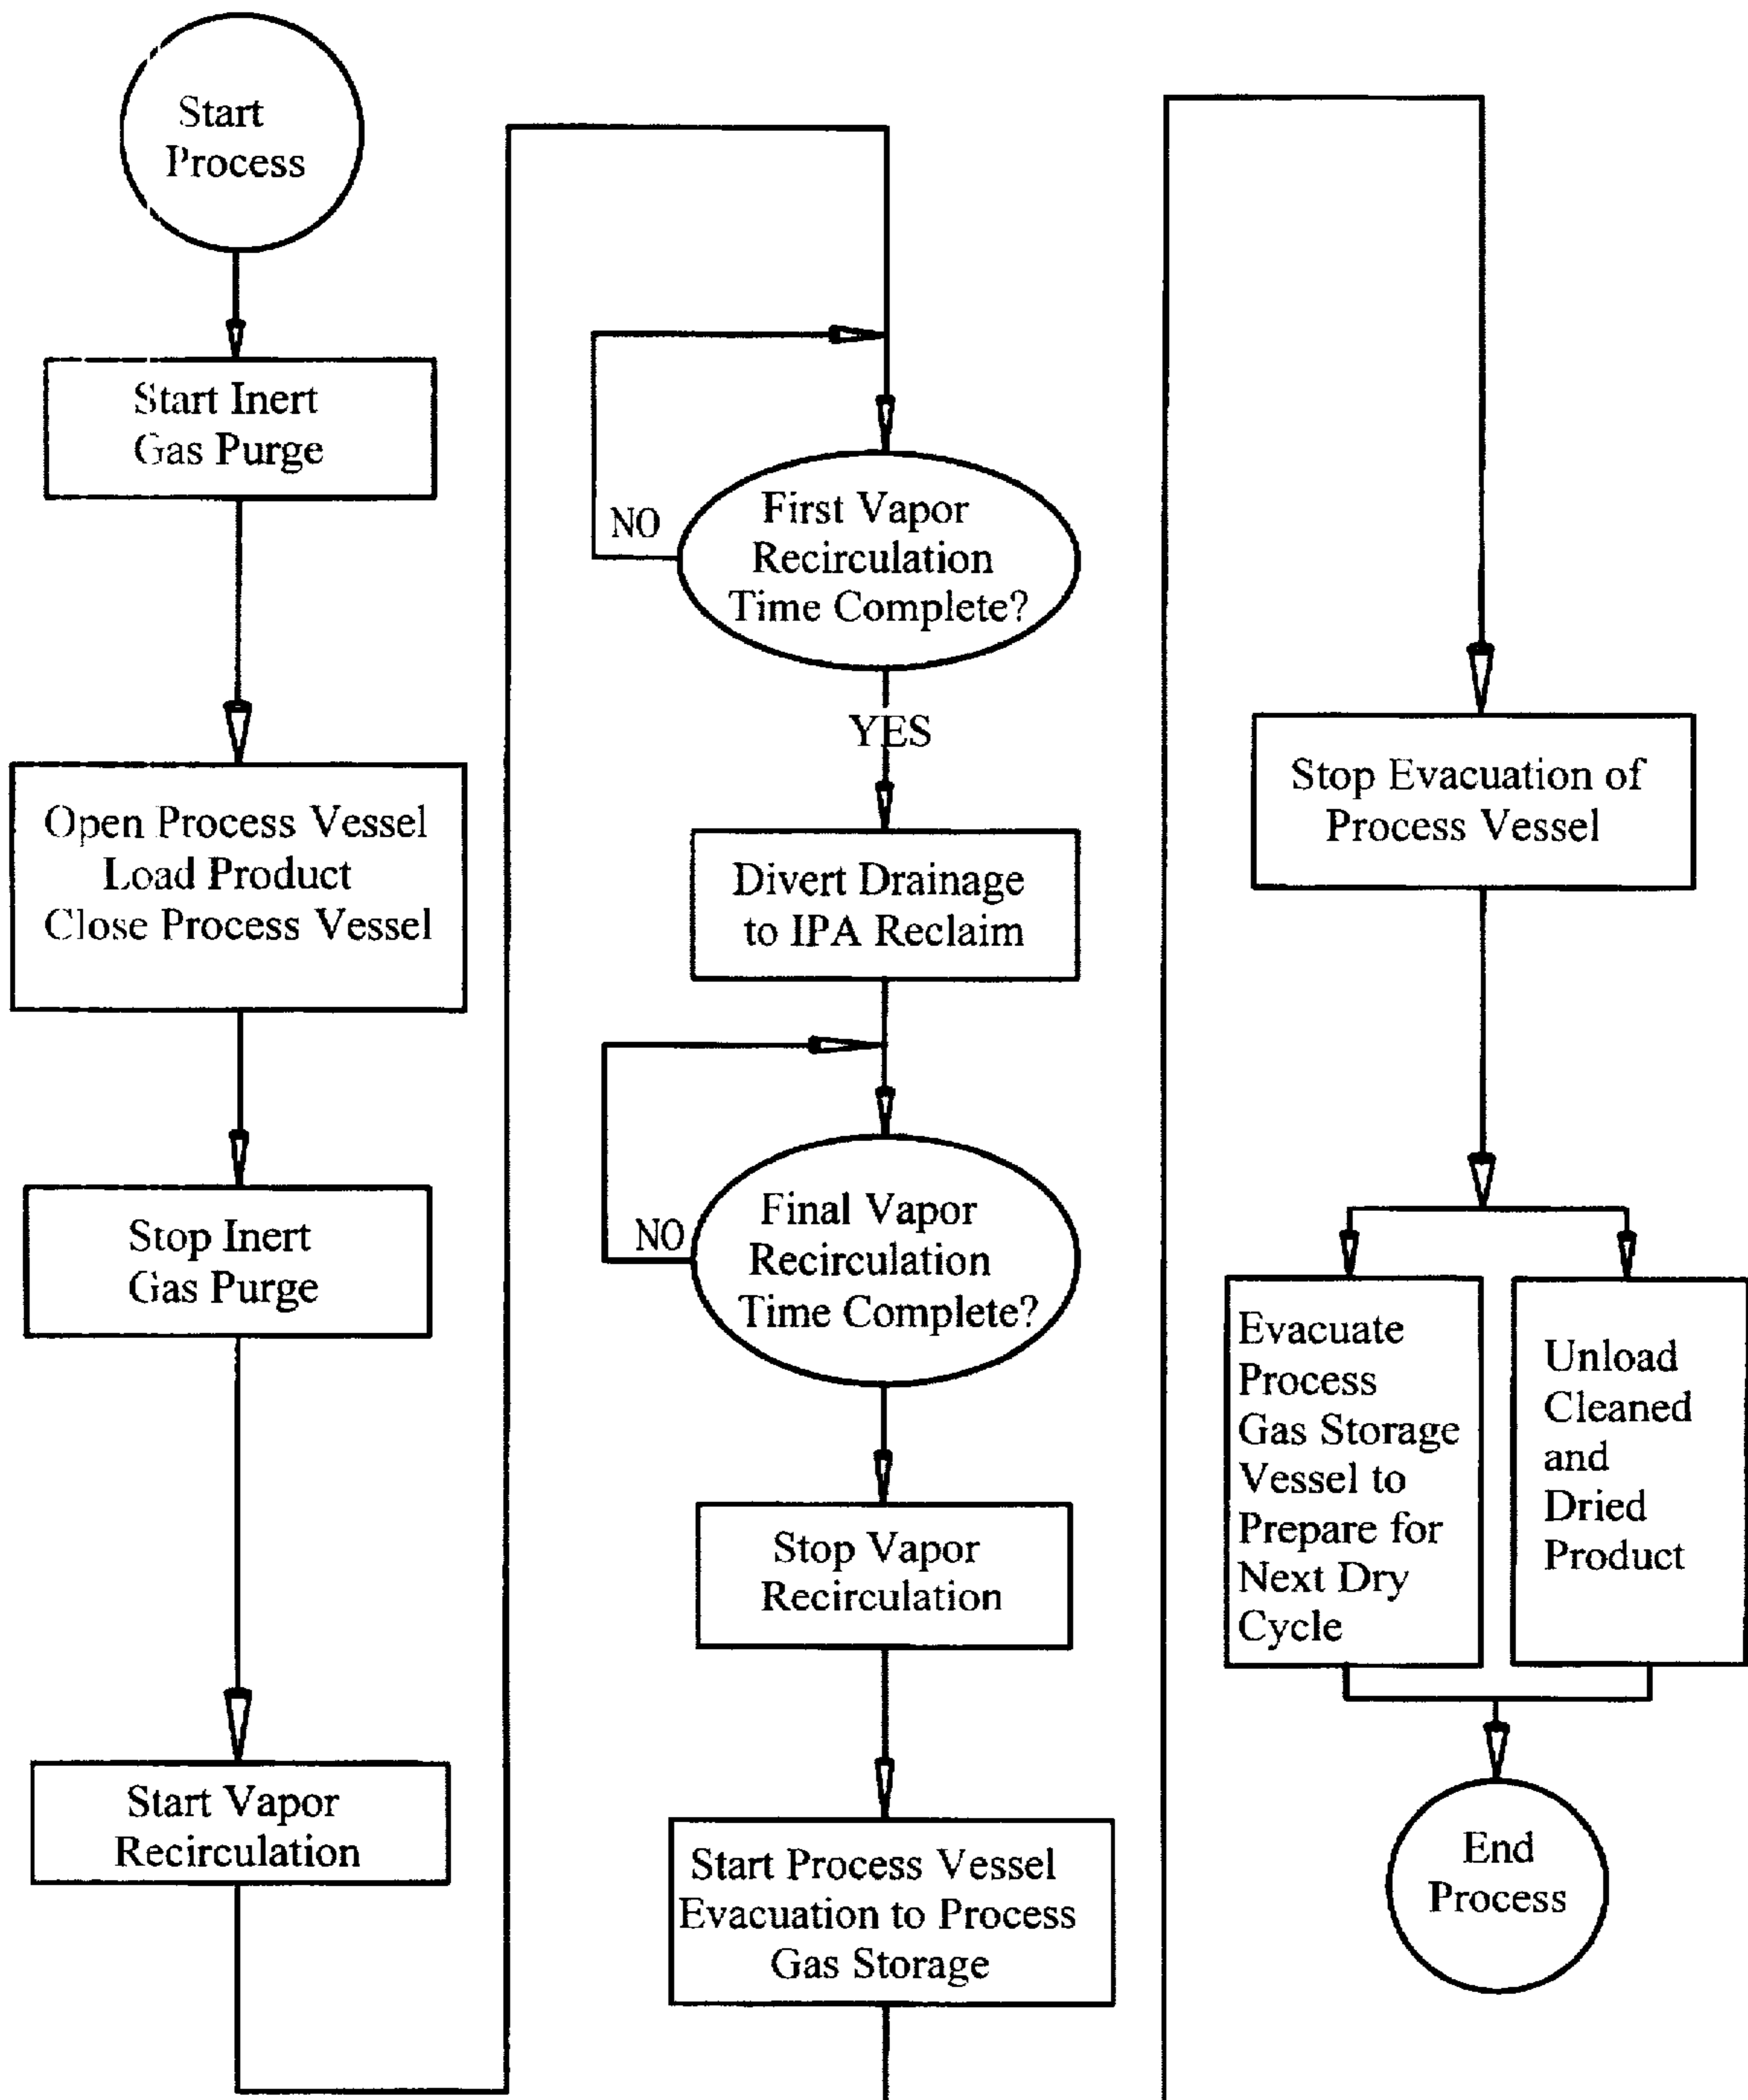 Start
Process
Start Inert
Gas Purge
Open Process Vessel
Load Product
Close Process Vessel
Stop Inert
Gas Purge
Start Vapor
Recirculation
NO
First Vapor
Recirculation
Time Complete?
YES
Divert Drainage
to IPA Reclaim
NO
Final Vapor
Recirculation
Time Complete?
Stop Vapor
Recirculation
Start Process Vessel
Evacuation to Process
Gas Storage
Stop Evacuation of
Process Vessel
Evacuate
Process
Gas Storage
Vessel to
Prepare for
Next Dry
Cycle
Unload
Cleaned
and
Dried
Product
End
Process